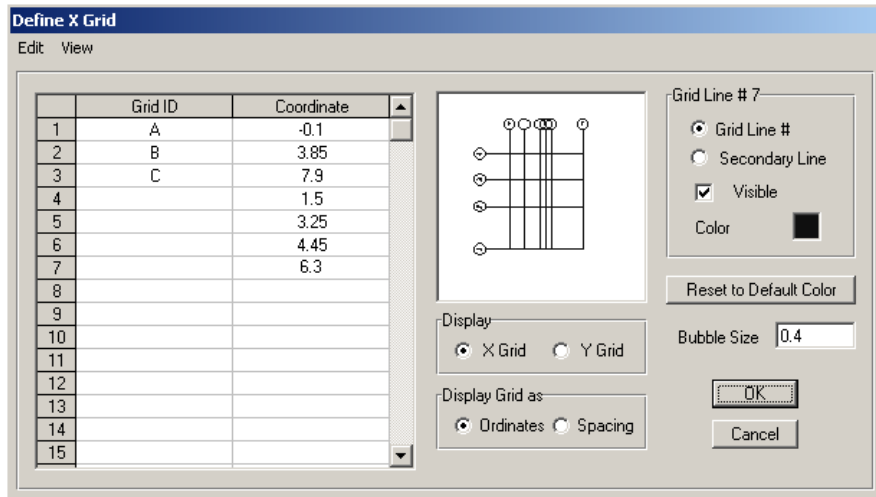 Define X Grid
Edit View
Grid ID Coordinate
1 A -0.1
2 B 3.85
3 C 7.9
4 1.5
5 3.25
6 4.45
7 6.3
8
9
10
11
12
13
14
15
Display
X Grid Y Grid
Display Grid as
Ordinates Spacing
Grid Line # 7
Grid Line #
Secondary Line
Visible
Color
Reset to Default Color
Bubble Size 0.4
OK
Cancel